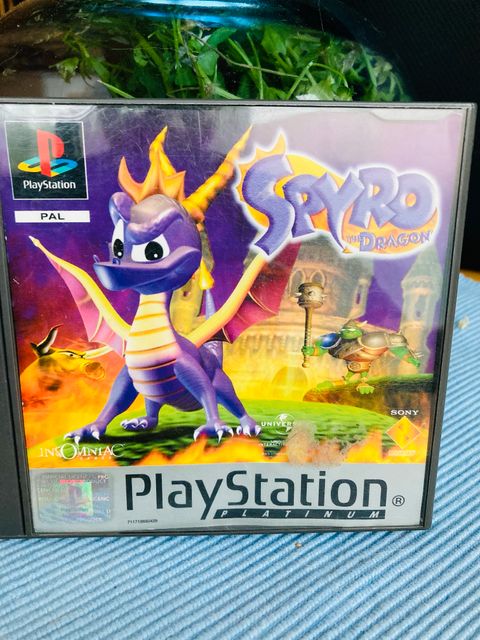 PlayStation
PAL
SPYRO
THE DRAGON
INSOMNIAC
UNIVERSAL
SONY
PlayStation®
PLATINUM